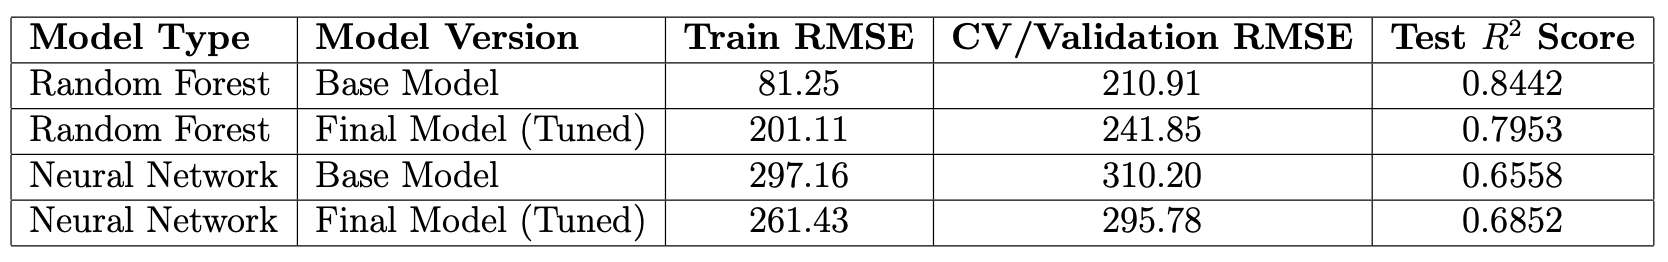 Model Type Model Version Train RMSE CV/Validation RMSE Test R² Score
Random Forest Base Model 81.25 210.91 0.8442
Random Forest Final Model (Tuned) 201.11 241.85 0.7953
Neural Network Base Model 297.16 310.20 0.6558
Neural Network Final Model (Tuned) 261.43 295.78 0.6852